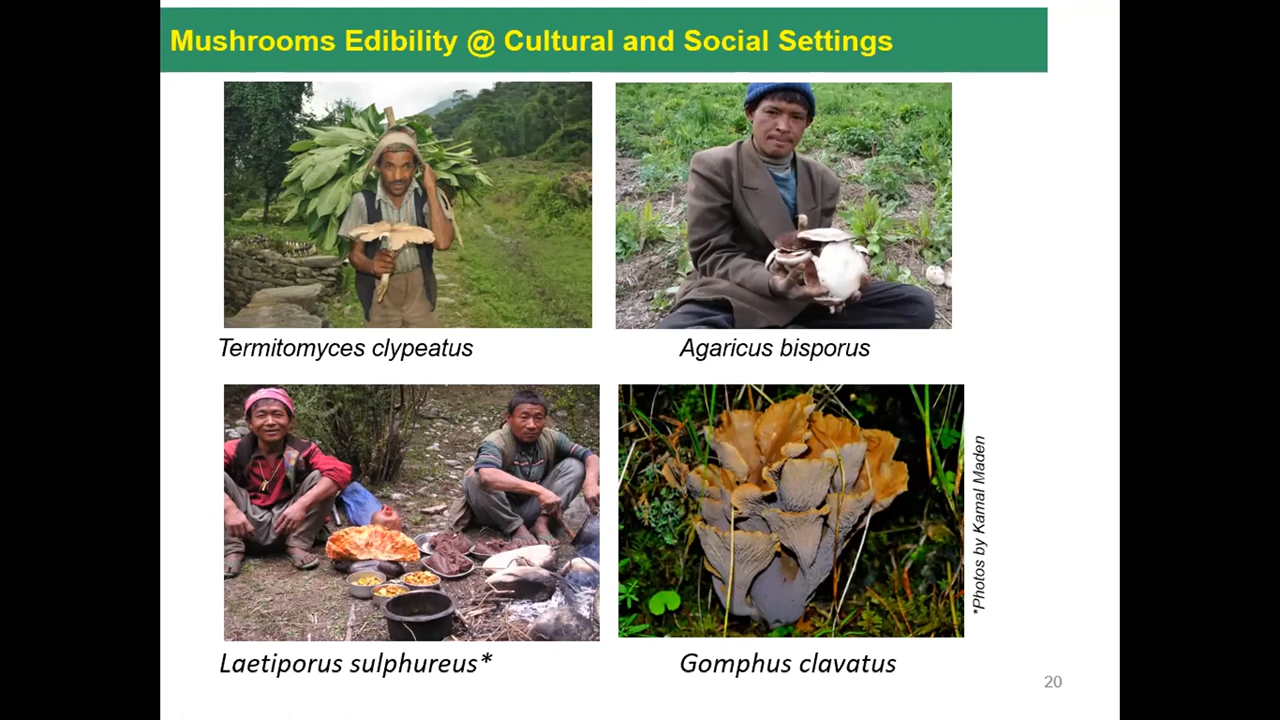 Mushrooms Edibility @ Cultural and Social Settings
Termitomyces clypeatus
Agaricus bisporus
*Photos by Kamal Maden
Laetiporus sulphureus*
Gomphus clavatus
20